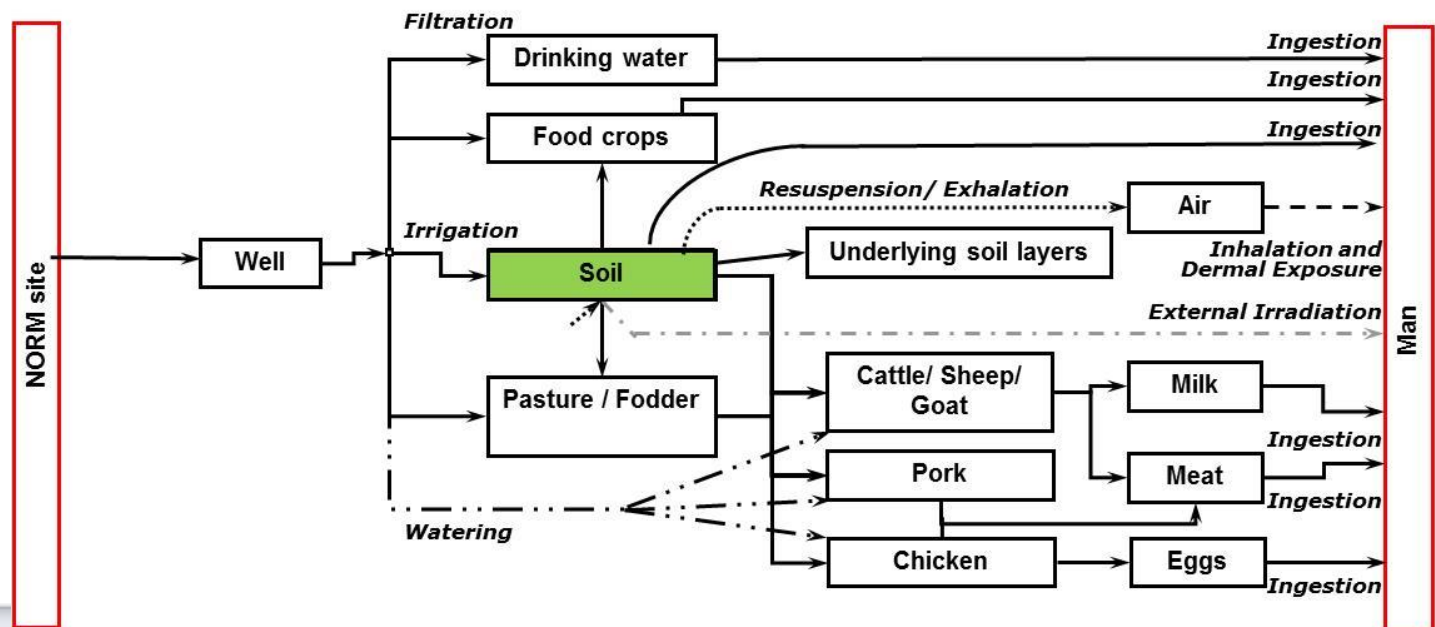 Filtration
Drinking water
Ingestion
Ingestion
Food crops
Ingestion
Resuspension/ Exhalation
Air
Irrigation
Well
Soil
Underlying soil layers
Inhalation and
Dermal Exposure
External Irradiation
NORM site
Man
Pasture / Fodder
Cattle/ Sheep/
Goat
Milk
Ingestion
Pork
Meat
Ingestion
Watering
Chicken
Eggs
Ingestion